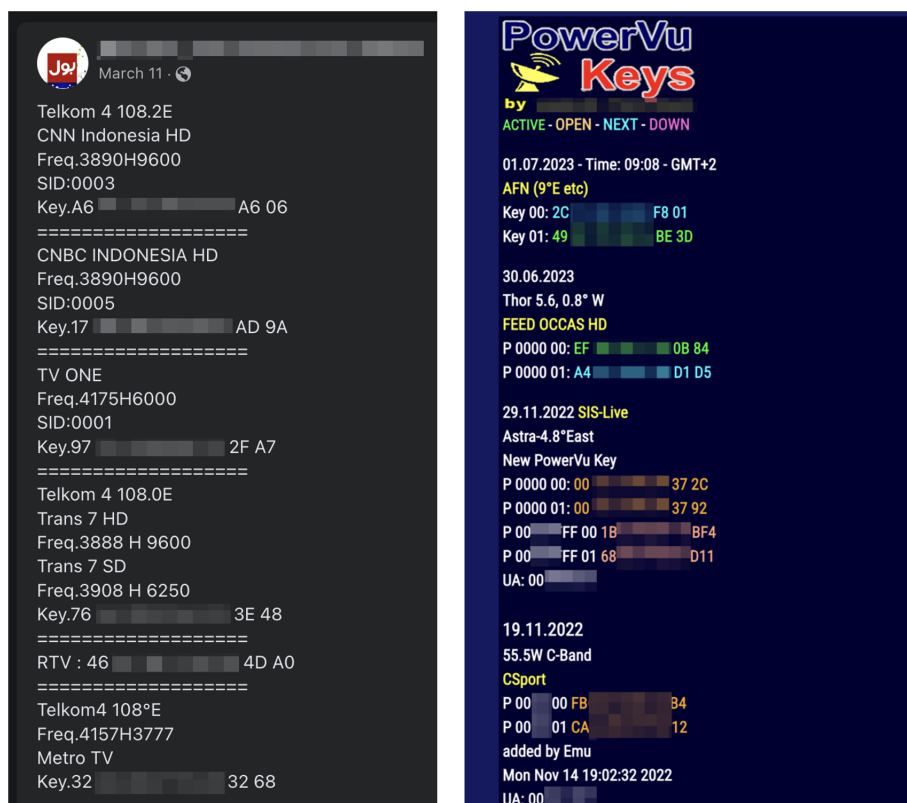 بول
March 11 ·
Telkom 4 108.2E
CNN Indonesia HD
Freq.3890H9600
SID:0003
Key.A6 A6 06
===================
CNBC INDONESIA HD
Freq.3890H9600
SID:0005
Key.17 AD 9A
===================
TV ONE
Freq.4175H6000
SID:0001
Key.97 2F A7
===================
Telkom 4 108.0E
Trans 7 HD
Freq.3888 H 9600
Trans 7 SD
Freq.3908 H 6250
Key.76 3E 48
===================
RTV : 46 4D A0
===================
Telkom4 108°E
Freq.4157H3777
Metro TV
Key.32 32 68
PowerVu
Keys
by
ACTIVE - OPEN - NEXT - DOWN
01.07.2023 - Time: 09:08 - GMT+2
AFN (9°E etc)
Key 00: 2C F8 01
Key 01: 49 BE 3D
30.06.2023
Thor 5.6, 0.8° W
FEED OCCAS HD
P 0000 00: EF 0B 84
P 0000 01: A4 D1 D5
29.11.2022 SIS-Live
Astra-4.8°East
New PowerVu Key
P 0000 00: 00 37 2C
P 0000 01: 00 37 92
P 00 FF 00 1B BF4
P 00 FF 01 68 D11
UA: 00
19.11.2022
55.5W C-Band
CSport
P 00 00 FB B4
P 00 01 CA 12
added by Emu
Mon Nov 14 19:02:32 2022
UA: 00